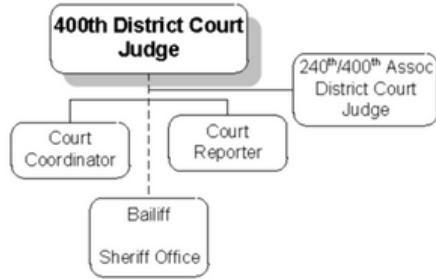 400th District Court
Judge
240th/400th Assoc
District Court
Judge
Court
Coordinator
Court
Reporter
Bailiff
Sheriff Office